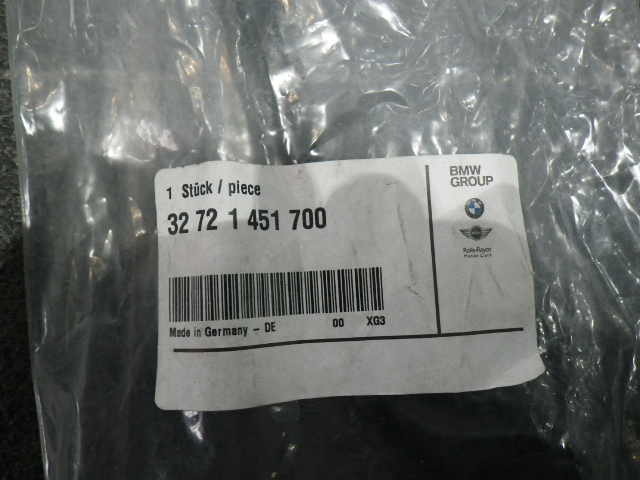 1 Stück / piece
32 72 1 451 700
Made in Germany – DE 00 XG3
BMW
GROUP
Rolls-Royce
Motor Cars